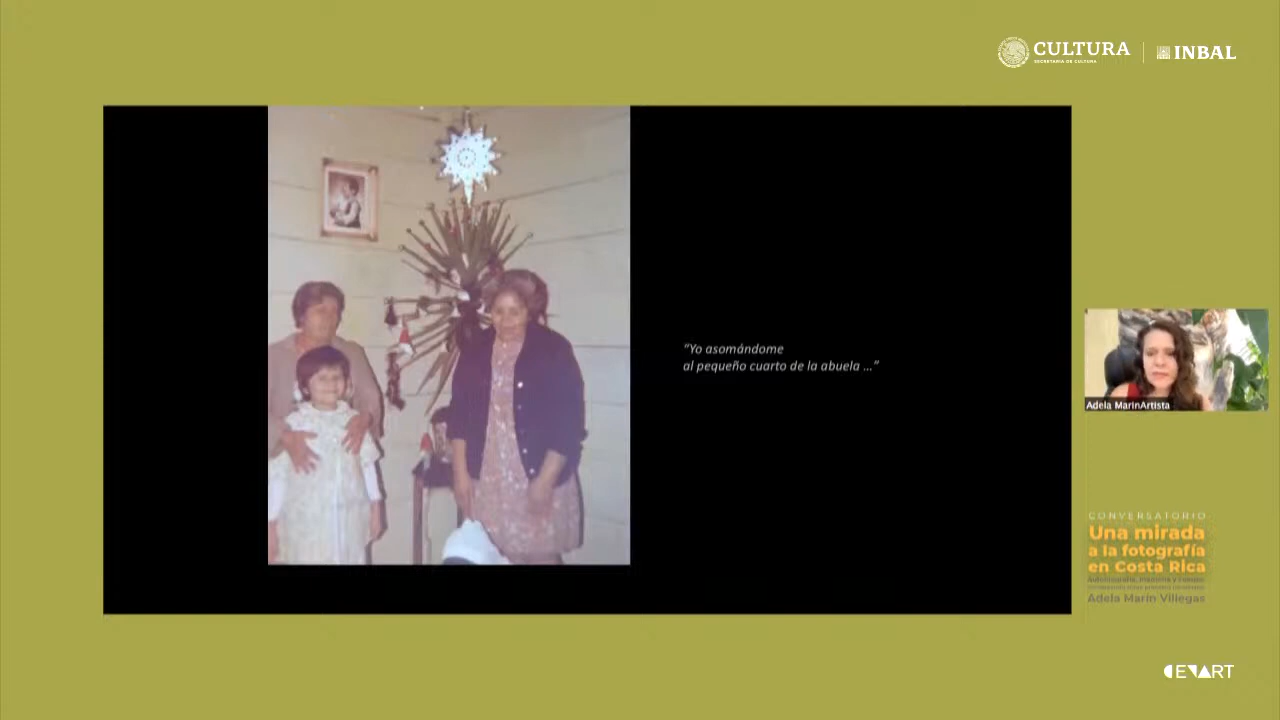 CULTURA
SECRETARÍA DE CULTURA
INBAL
“Yo asomándome
al pequeño cuarto de la abuela ...”
Adela MarínArtista
CONVERSATORIO
Una mirada
a la fotografía
en Costa Rica
Adela Marín Villegas
CENART